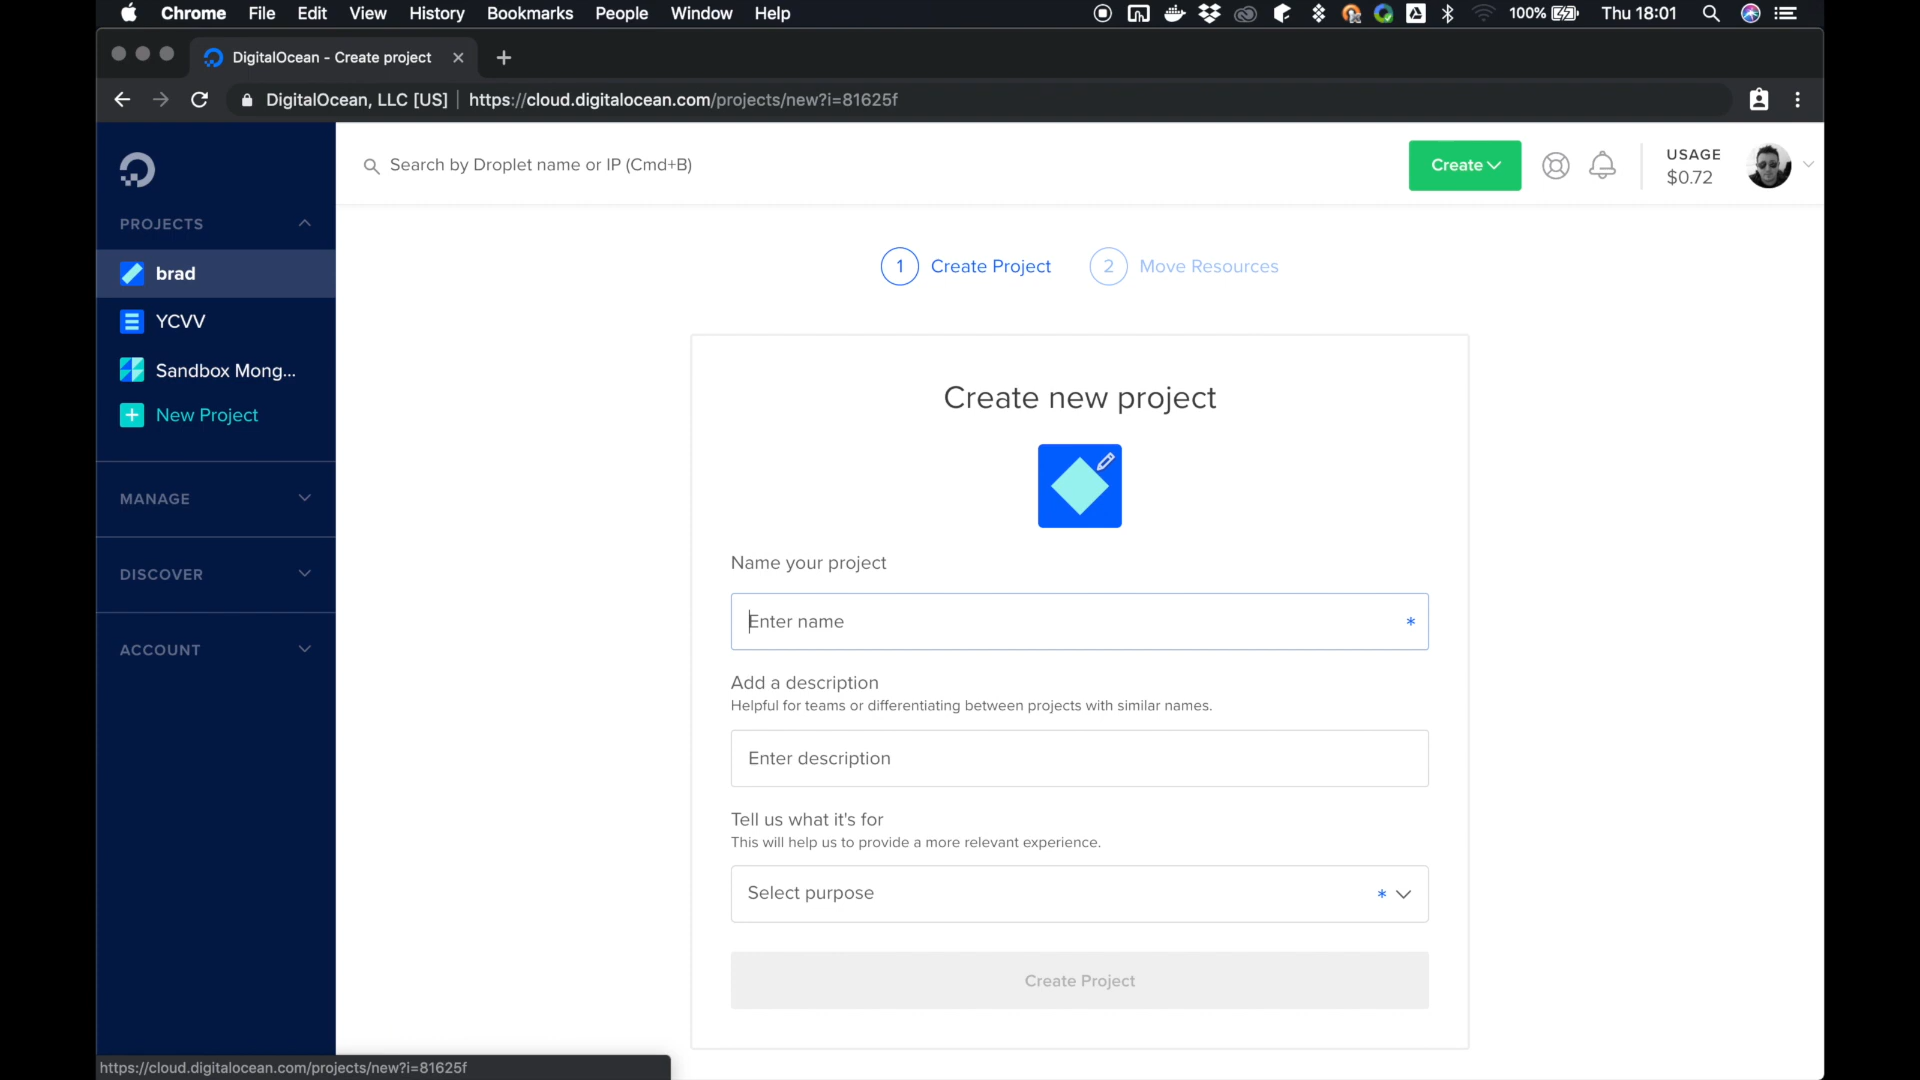 Chrome File Edit View History Bookmarks People Window Help 100% Thu 18:01
DigitalOcean - Create project
DigitalOcean, LLC [US] https://cloud.digitalocean.com/projects/new?i=81625f
Search by Droplet name or IP (Cmd+B)
Create
USAGE
$0.72
PROJECTS
brad
YCVV
Sandbox Mong...
New Project
MANAGE
DISCOVER
ACCOUNT
1 Create Project 2 Move Resources
Create new project
Name your project
Enter name *
Add a description
Helpful for teams or differentiating between projects with similar names.
Enter description
Tell us what it's for
This will help us to provide a more relevant experience.
Select purpose *
Create Project
https://cloud.digitalocean.com/projects/new?i=81625f